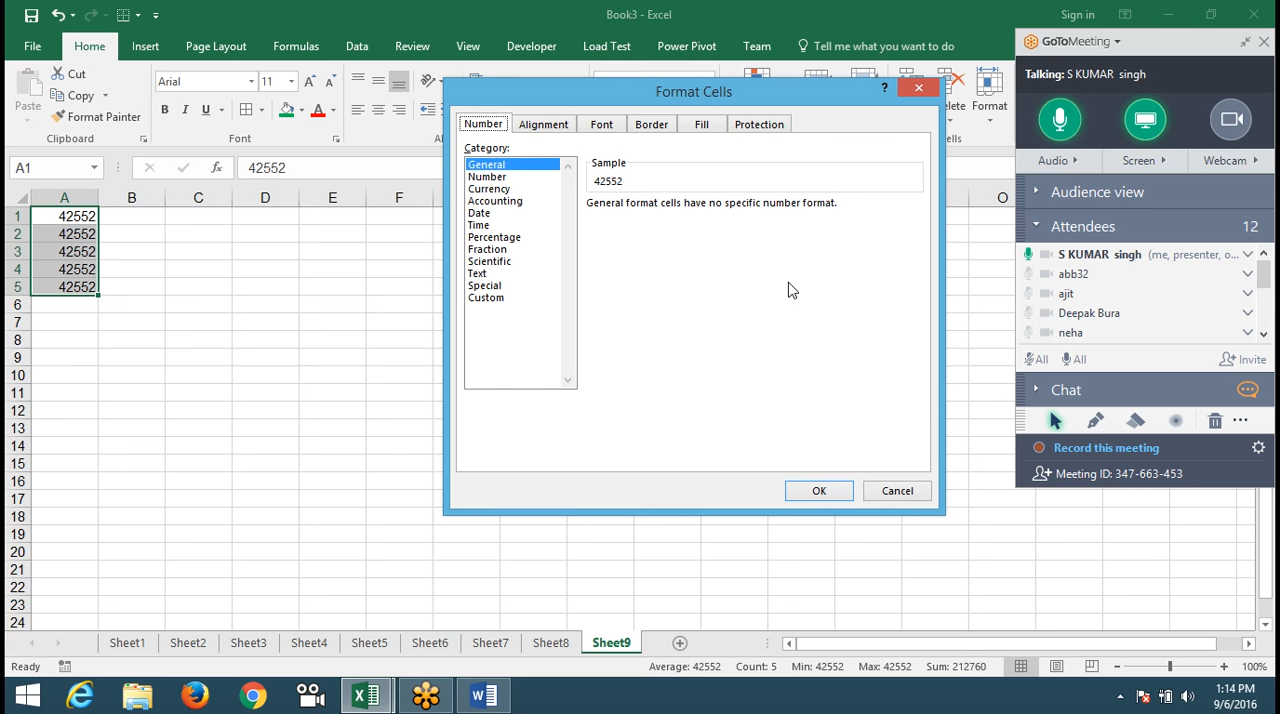 Book3 - Excel
Sign in
File Home Insert Page Layout Formulas Data Review View Developer Load Test Power Pivot Team Tell me what you want to do
Paste
Cut
Copy
Format Painter
Clipboard
Arial 11
B I U
Font
Format
A1
fx
42552
A B C D E F O
1 42552
2 42552
3 42552
4 42552
5 42552
6
7
8
9
10
11
12
13
14
15
16
17
18
19
20
21
22
23
24
Format Cells
?
Number Alignment Font Border Fill Protection
Category:
General
Number
Currency
Accounting
Date
Time
Percentage
Fraction
Scientific
Text
Special
Custom
Sample
42552
General format cells have no specific number format.
OK Cancel
GoToMeeting
Talking: S KUMAR singh
Audio Screen Webcam
Audience view
Attendees 12
S KUMAR singh (me, presenter, o...
abb32
ajit
Deepak Bura
neha
All All Invite
Chat
Record this meeting
Meeting ID: 347-663-453
Sheet1 Sheet2 Sheet3 Sheet4 Sheet5 Sheet6 Sheet7 Sheet8 Sheet9
Ready
Average: 42552 Count: 5 Min: 42552 Max: 42552 Sum: 212760
100%
1:14 PM
9/6/2016